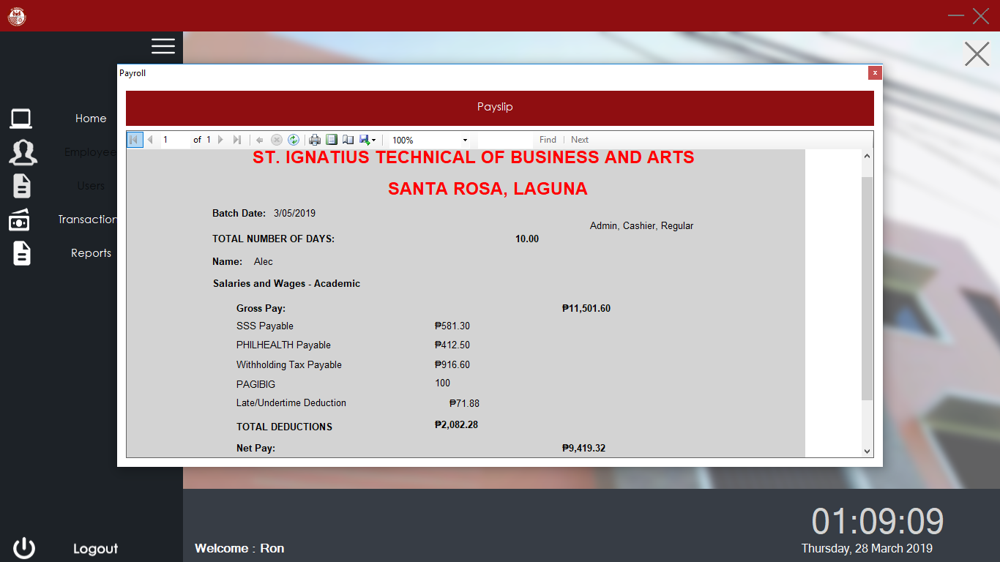 Payroll
x
Payslip
1 of 1 100% Find | Next
ST. IGNATIUS TECHNICAL OF BUSINESS AND ARTS
SANTA ROSA, LAGUNA
Batch Date: 3/05/2019
Admin, Cashier, Regular
TOTAL NUMBER OF DAYS: 10.00
Name: Alec
Salaries and Wages - Academic
Gross Pay: ₱11,501.60
SSS Payable ₱581.30
PHILHEALTH Payable ₱412.50
Withholding Tax Payable ₱916.60
PAGIBIG 100
Late/Undertime Deduction ₱71.88
TOTAL DEDUCTIONS ₱2,082.28
Net Pay: ₱9,419.32
Home
Employee
Users
Transaction
Reports
Logout
Welcome : Ron
01:09:09
Thursday, 28 March 2019